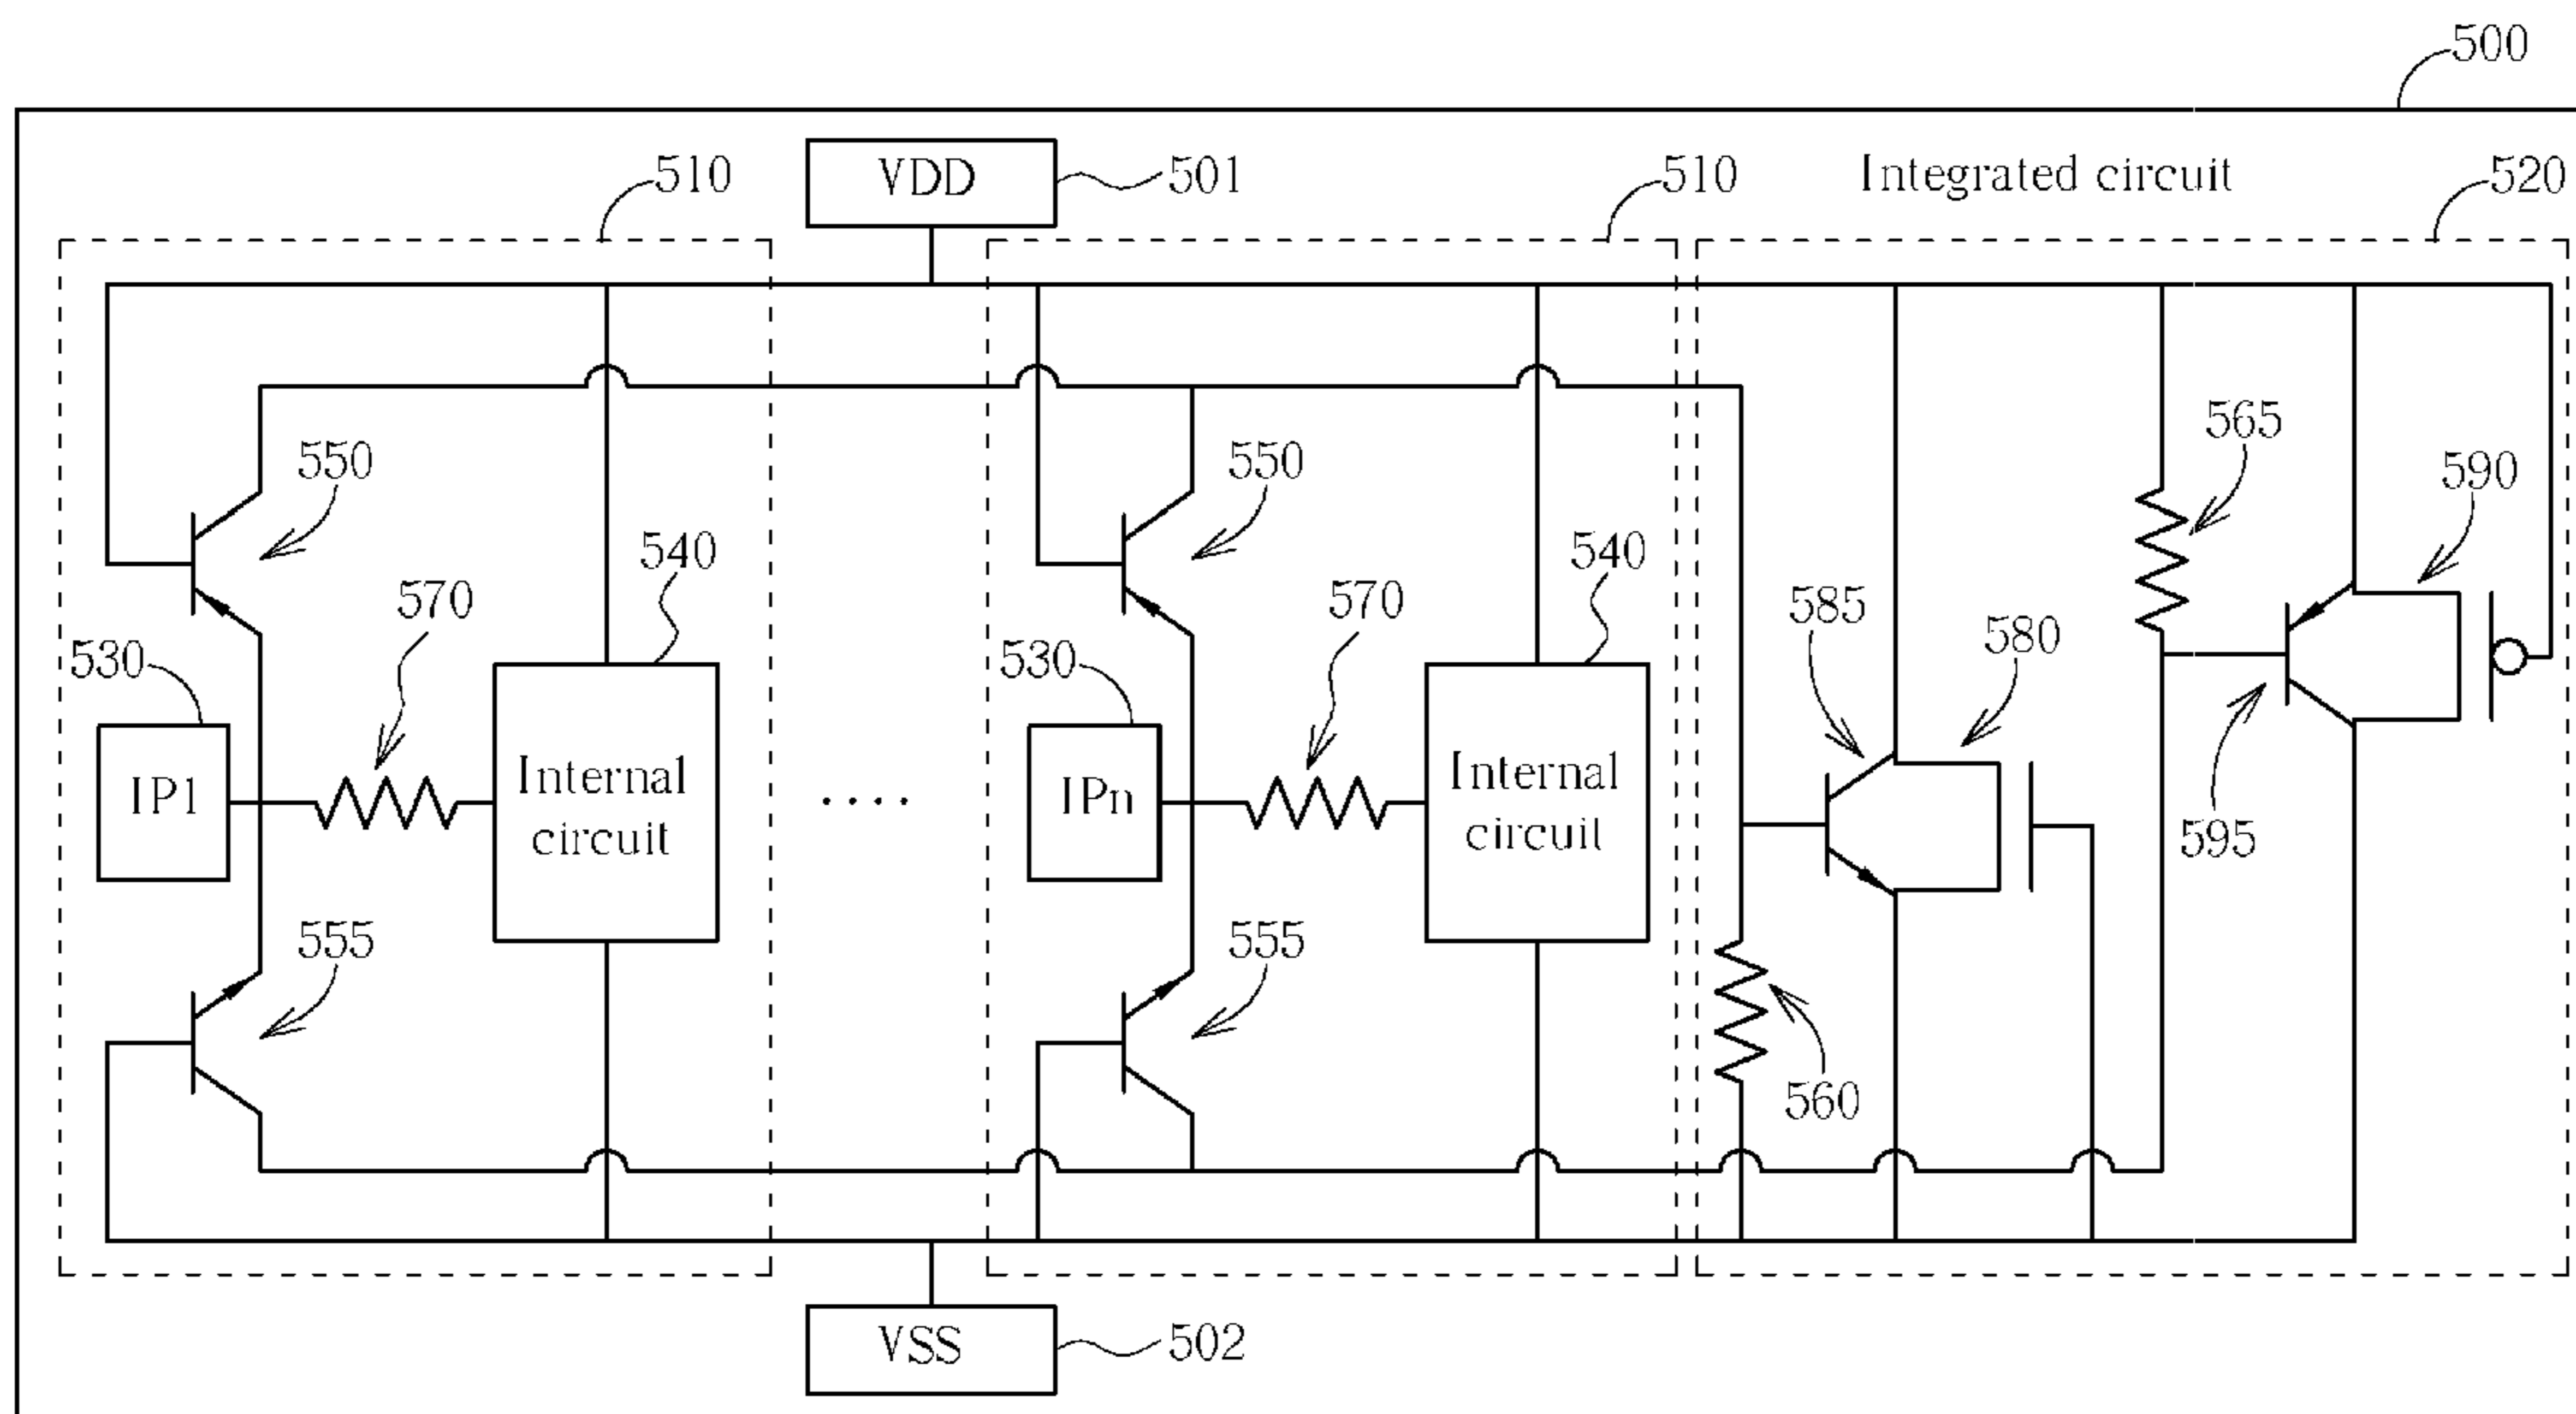 500
VDD
501
510
510
Integrated circuit
520
550
550
565
590
540
540
570
570
585
580
530
530
IP1
Internal
circuit
....
IPn
Internal
circuit
595
555
555
560
VSS
502